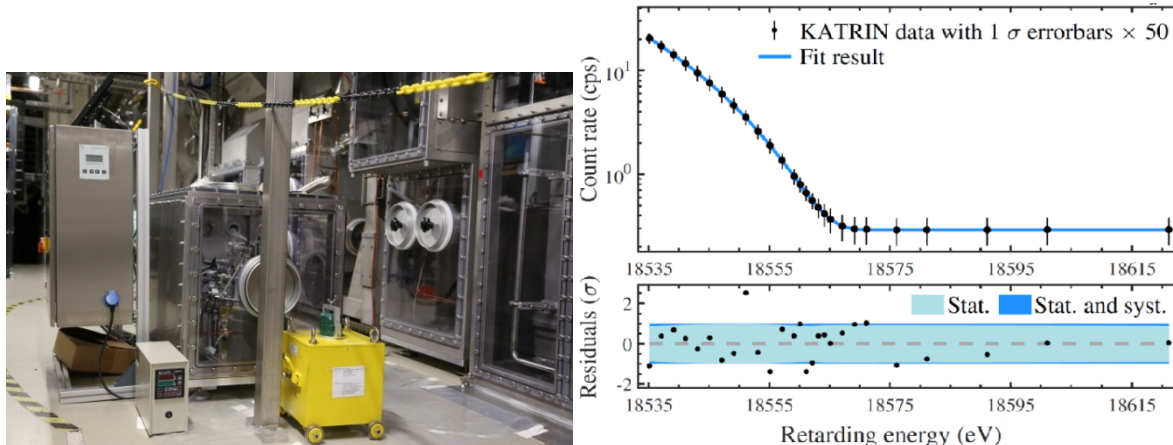 KATRIN data with 1 σ errorbars × 50
Fit result
Count rate (cps)
10¹
10⁰
18535 18555 18575 18595 18615
Stat. Stat. and syst.
Residuals (σ)
2
0
-2
18535 18555 18575 18595 18615
Retarding energy (eV)